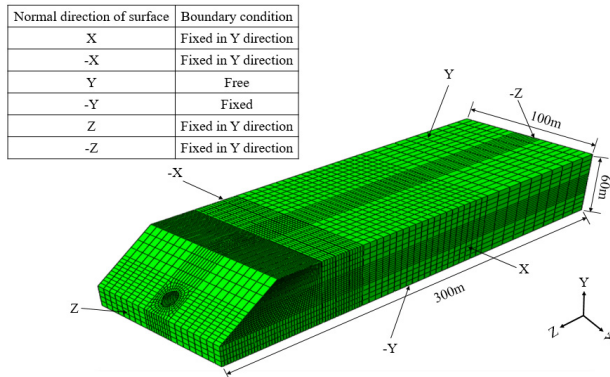 Normal direction of surface Boundary condition
X Fixed in Y direction
-X Fixed in Y direction
Y Free
-Y Fixed
Z Fixed in Y direction
-Z Fixed in Y direction
Y
-Z
100m
-X
60m
X
300m
Z
-Y
Y
Z
X